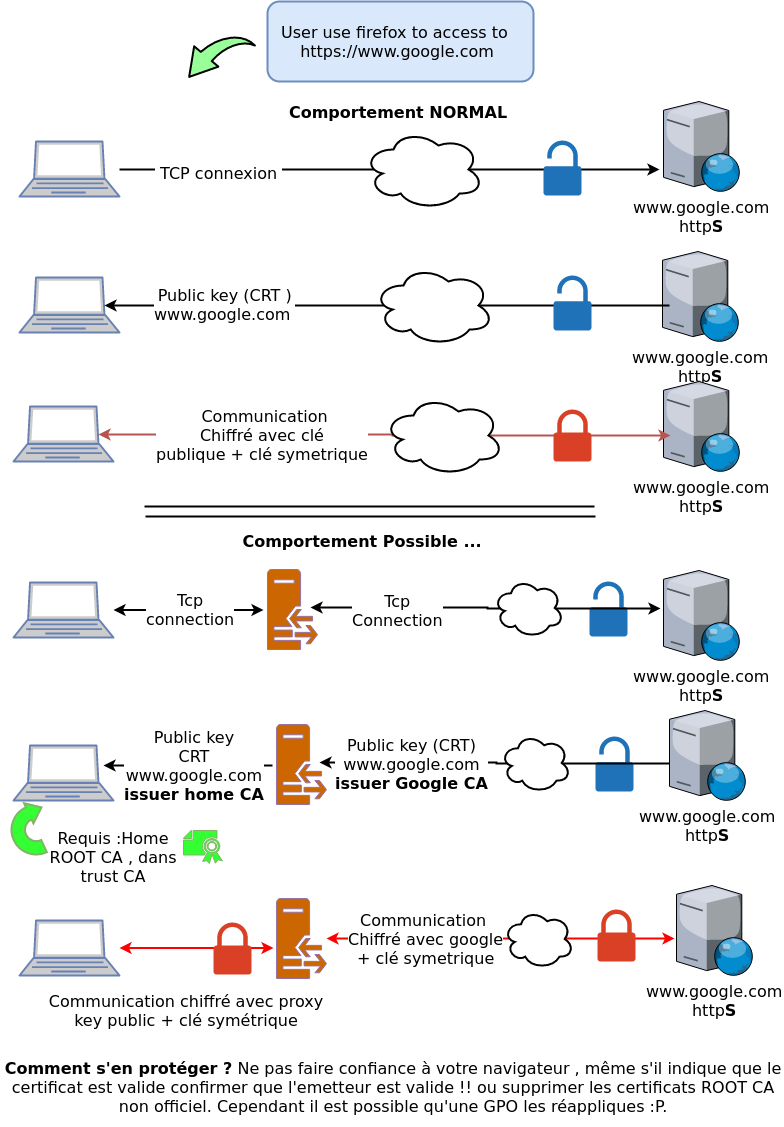 User use firefox to access to
https://www.google.com
Comportement NORMAL
TCP connexion
www.google.com
httpS
Public key (CRT )
www.google.com
www.google.com
httpS
Communication
Chiffré avec clé
publique + clé symetrique
www.google.com
httpS
Comportement Possible ...
Tcp
connection
Tcp
Connection
www.google.com
httpS
Public key
CRT
www.google.com
issuer home CA
Public key (CRT)
www.google.com
issuer Google CA
www.google.com
httpS
Requis :Home
ROOT CA , dans
trust CA
Communication
Chiffré avec google
+ clé symetrique
www.google.com
httpS
Communication chiffré avec proxy
key public + clé symétrique
Comment s'en protéger ? Ne pas faire confiance à votre navigateur , même s'il indique que le
certificat est valide confirmer que l'emetteur est valide !! ou supprimer les certificats ROOT CA
non officiel. Cependant il est possible qu'une GPO les réappliques :P.